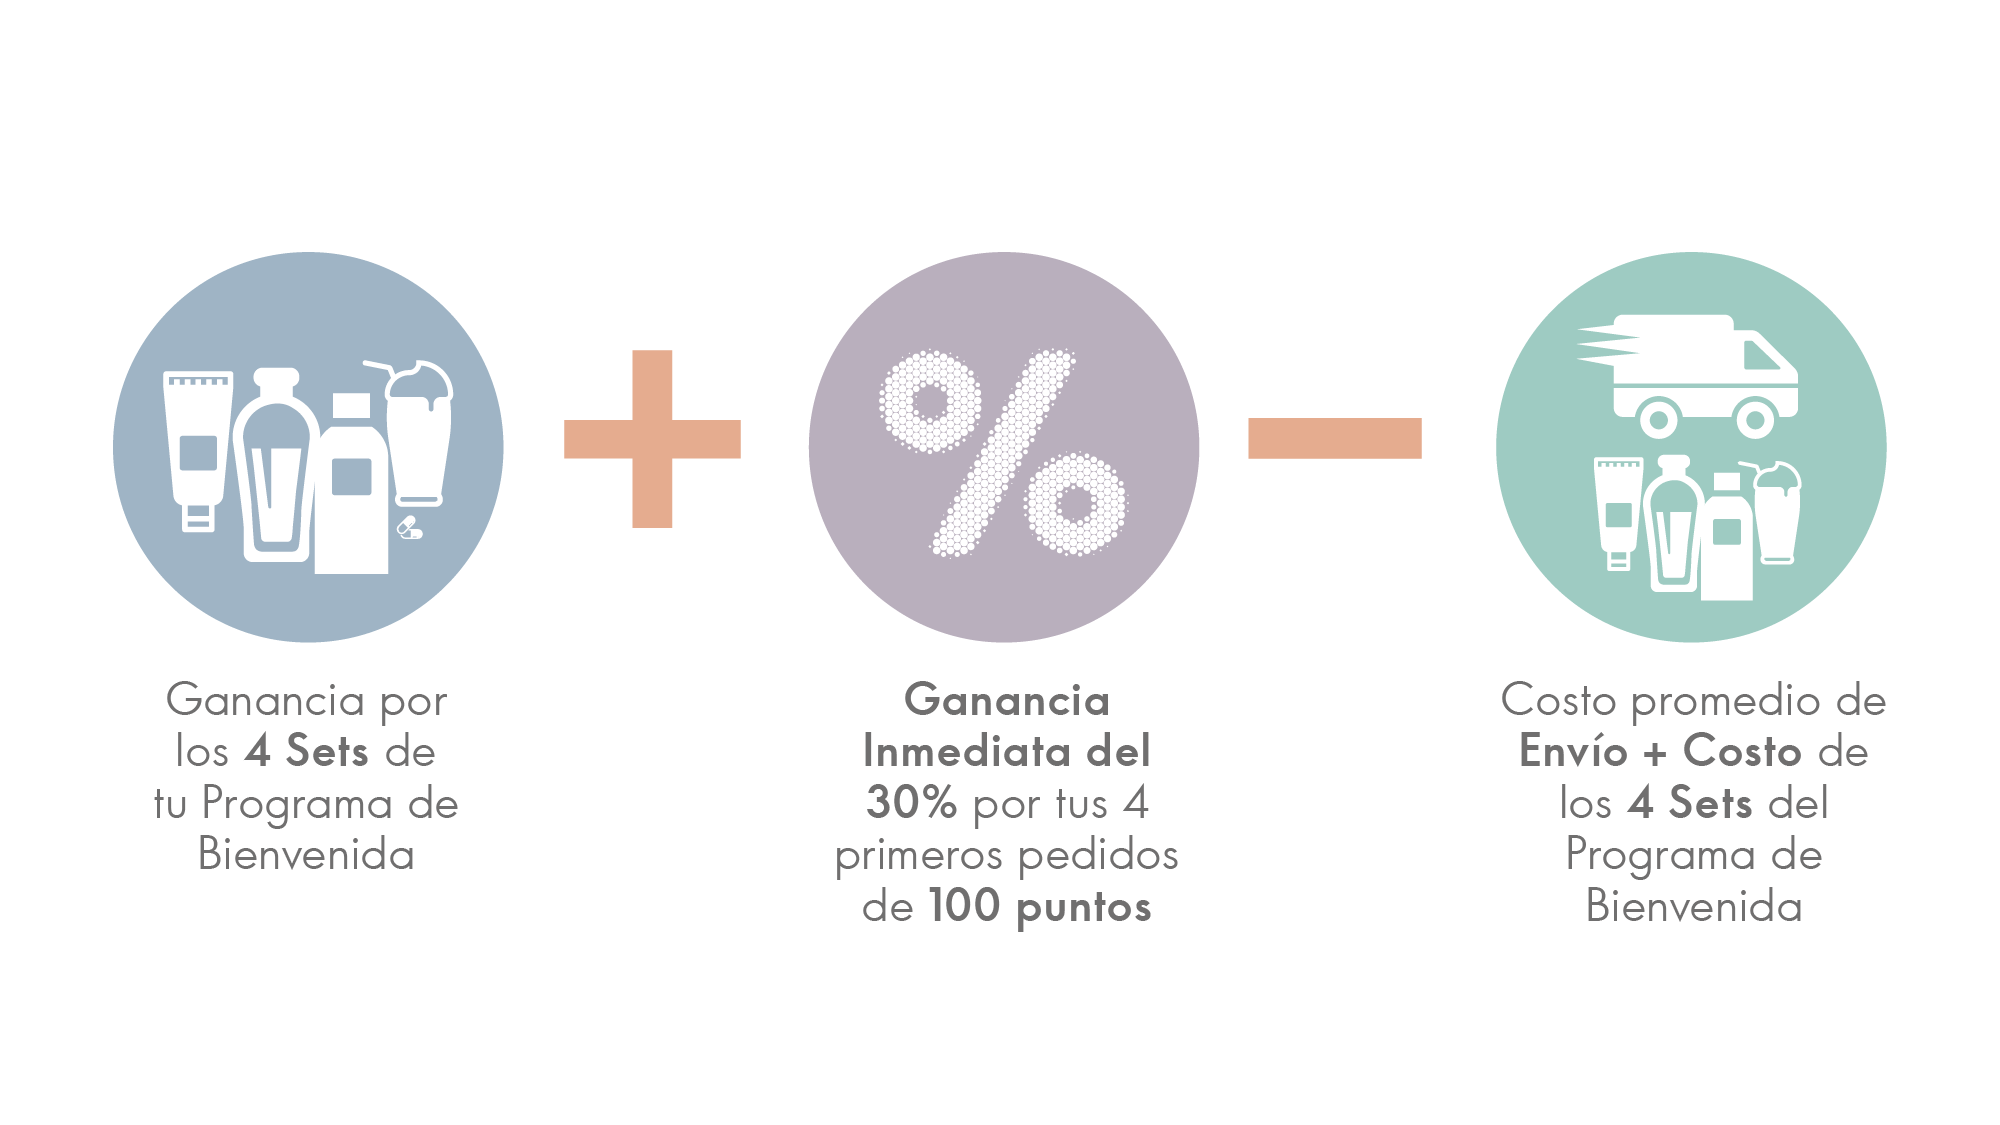 Ganancia por
los 4 Sets de
tu Programa de
Bienvenida
+
%
Ganancia
Inmediata del
30% por tus 4
primeros pedidos
de 100 puntos
−
Costo promedio de
Envío + Costo de
los 4 Sets del
Programa de
Bienvenida